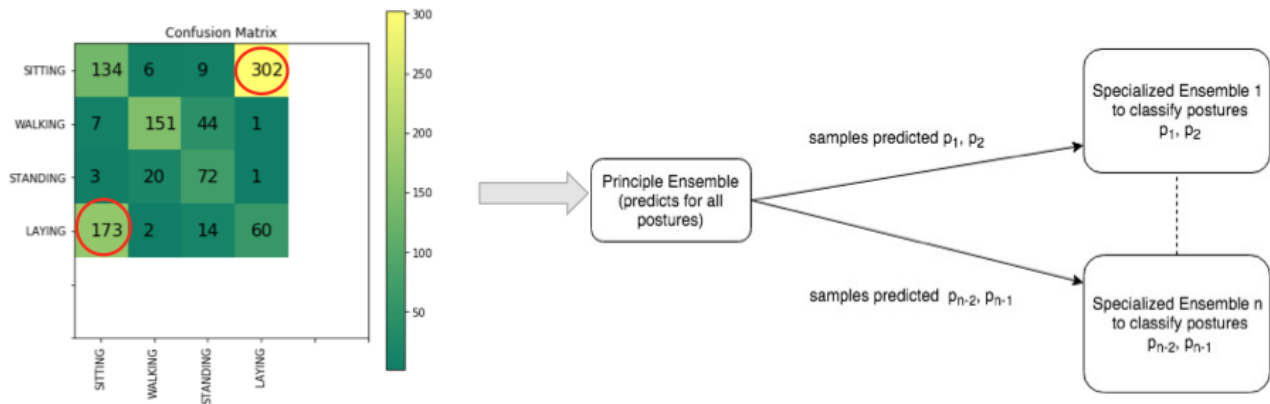 Confusion Matrix
SITTING 134 6 9 302
WALKING 7 151 44 1
STANDING 3 20 72 1
LAYING 173 2 14 60
SITTING
WALKING
STANDING
LAYING
300
250
200
150
100
50
Principle Ensemble
(predicts for all
postures)
samples predicted p₁, p₂
samples predicted pₙ₋₂, pₙ₋₁
Specialized Ensemble 1
to classify postures
p₁, p₂
Specialized Ensemble n
to classify postures
pₙ₋₂, pₙ₋₁